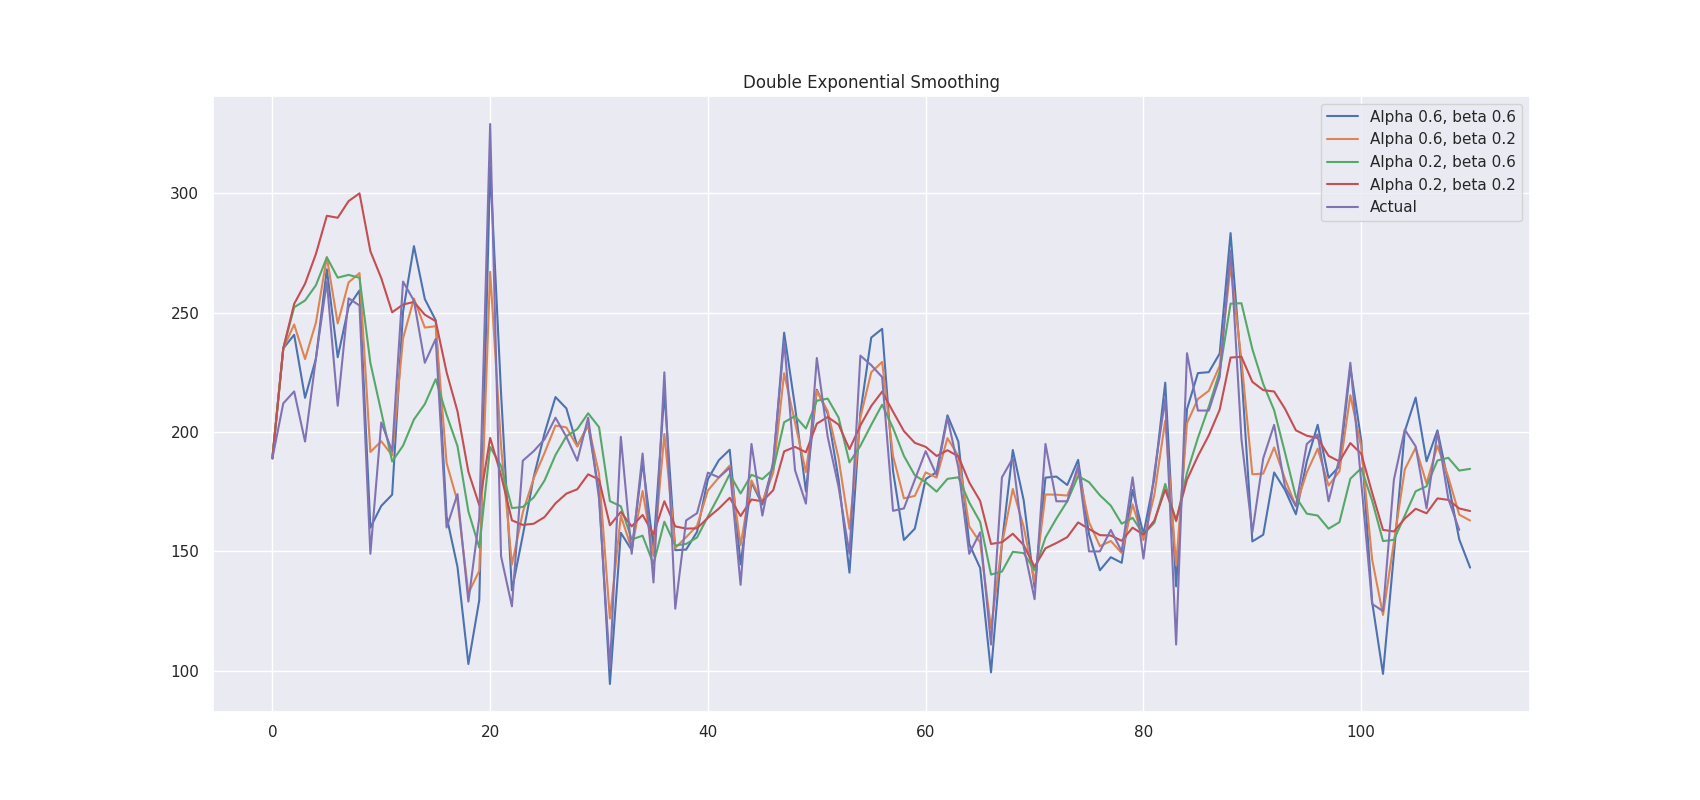 Double Exponential Smoothing
Alpha 0.6, beta 0.6
Alpha 0.6, beta 0.2
Alpha 0.2, beta 0.6
Alpha 0.2, beta 0.2
Actual
300
250
200
150
100
0 20 40 60 80 100